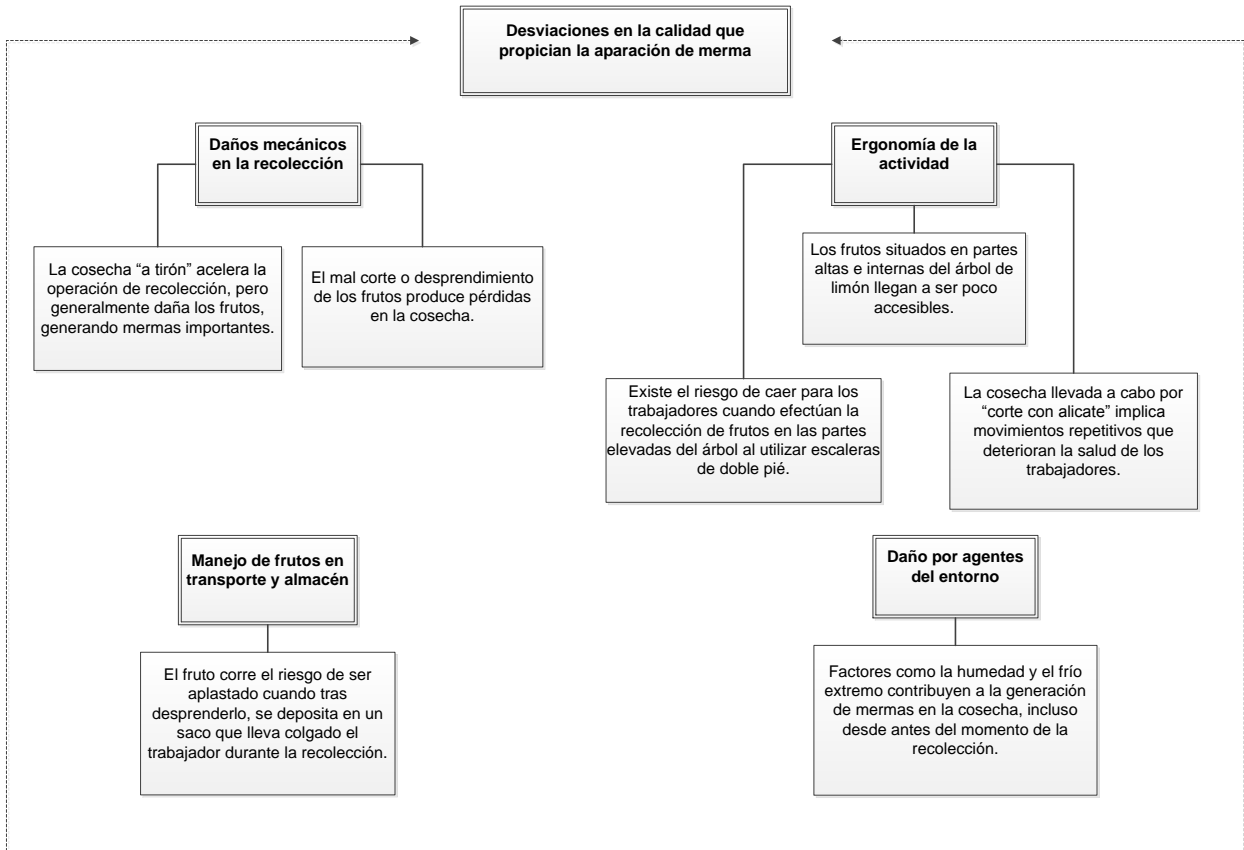 Desviaciones en la calidad que
propician la aparación de merma
Daños mecánicos
en la recolección
Ergonomía de la
actividad
La cosecha “a tirón” acelera la
operación de recolección, pero
generalmente daña los frutos,
generando mermas importantes.
El mal corte o desprendimiento
de los frutos produce pérdidas
en la cosecha.
Los frutos situados en partes
altas e internas del árbol de
limón llegan a ser poco
accesibles.
Existe el riesgo de caer para los
trabajadores cuando efectúan la
recolección de frutos en las partes
elevadas del árbol al utilizar escaleras
de doble pié.
La cosecha llevada a cabo por
“corte con alicate” implica
movimientos repetitivos que
deterioran la salud de los
trabajadores.
Manejo de frutos en
transporte y almacén
Daño por agentes
del entorno
El fruto corre el riesgo de ser
aplastado cuando tras
desprenderlo, se deposita en un
saco que lleva colgado el
trabajador durante la recolección.
Factores como la humedad y el frío
extremo contribuyen a la generación
de mermas en la cosecha, incluso
desde antes del momento de la
recolección.